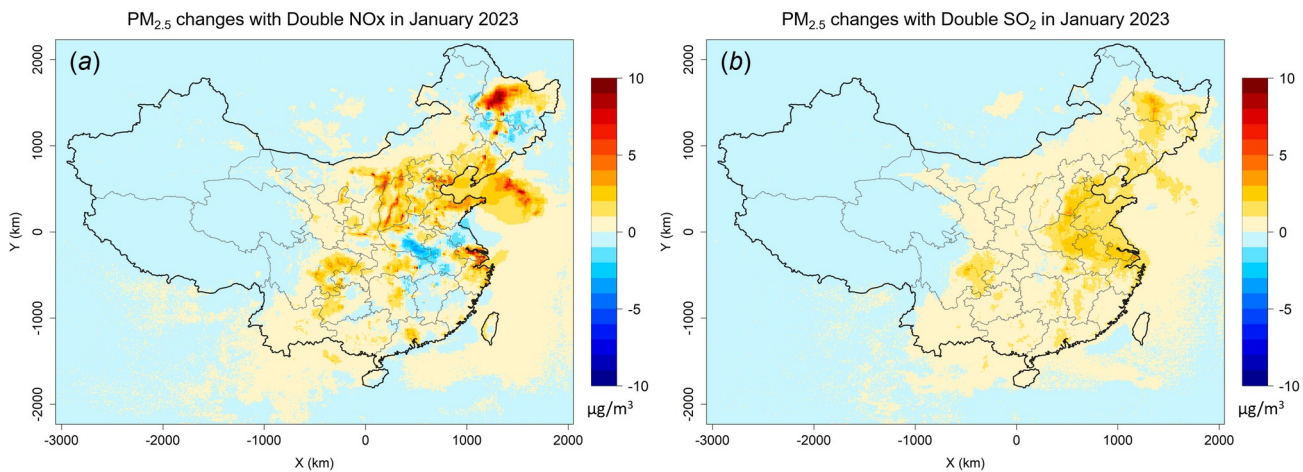 PM2.5 changes with Double NOx in January 2023
(a)
2000
1000
0
-1000
-2000
Y (km)
-3000 -2000 -1000 0 1000 2000
X (km)
10
5
0
-5
-10
μg/m³
PM2.5 changes with Double SO2 in January 2023
(b)
2000
1000
0
-1000
-2000
Y (km)
-3000 -2000 -1000 0 1000 2000
X (km)
10
5
0
-5
-10
μg/m³